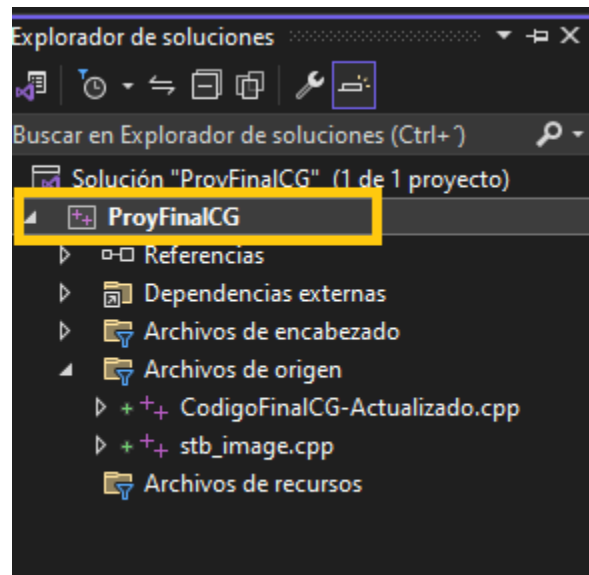 Explorador de soluciones
Buscar en Explorador de soluciones (Ctrl+´)
Solución "ProyFinalCG" (1 de 1 proyecto)
ProyFinalCG
Referencias
Dependencias externas
Archivos de encabezado
Archivos de origen
CodigoFinalCG-Actualizado.cpp
stb_image.cpp
Archivos de recursos